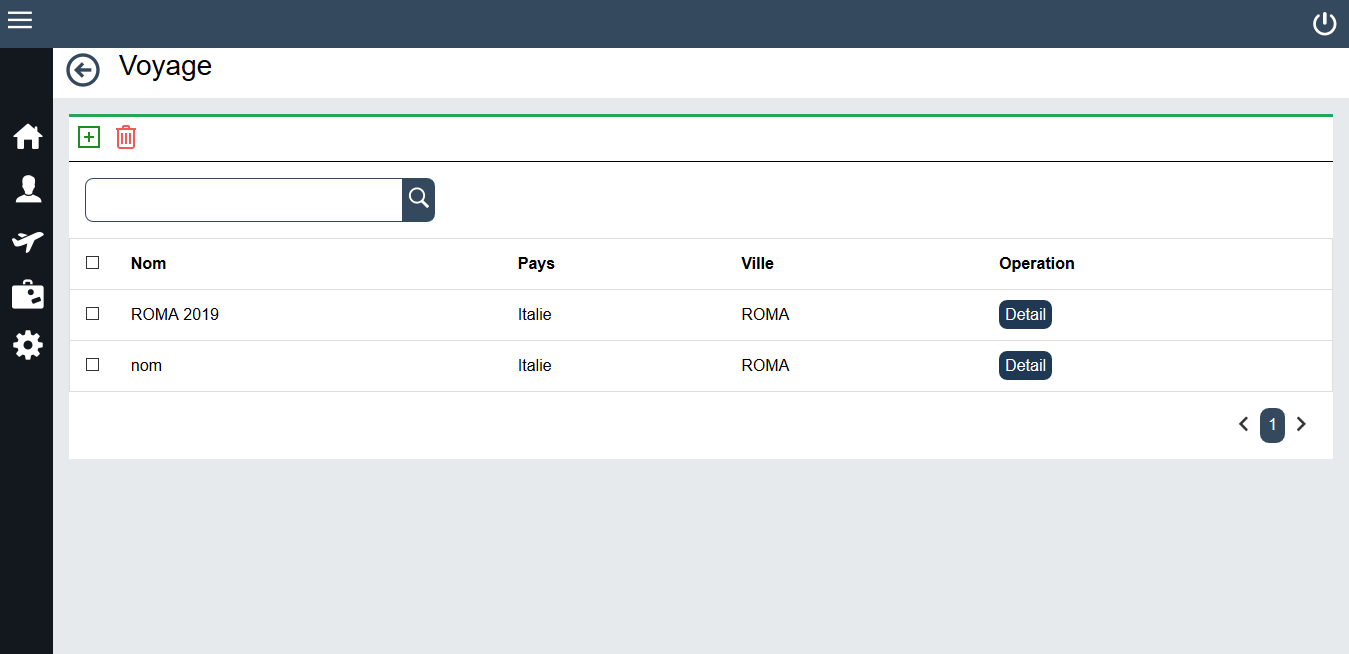 Voyage
Nom Pays Ville Operation
ROMA 2019 Italie ROMA Detail
nom Italie ROMA Detail
1